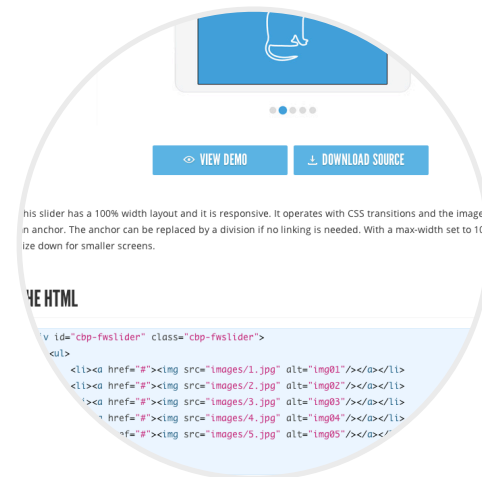 VIEW DEMO
DOWNLOAD SOURCE
his slider has a 100% width layout and it is responsive. It operates with CSS transitions and the image
n anchor. The anchor can be replaced by a division if no linking is needed. With a max-width set to 10
ize down for smaller screens.
HE HTML
v id="cbp-fwslider" class="cbp-fwslider">
<ul>
<li><a href="#"><img src="images/1.jpg" alt="img01"/></a></li>
<li><a href="#"><img src="images/2.jpg" alt="img02"/></a></li>
i><a href="#"><img src="images/3.jpg" alt="img03"/></a></li>
a href="#"><img src="images/4.jpg" alt="img04"/></a></li>
ef="#"><img src="images/5.jpg" alt="img05"/></a></